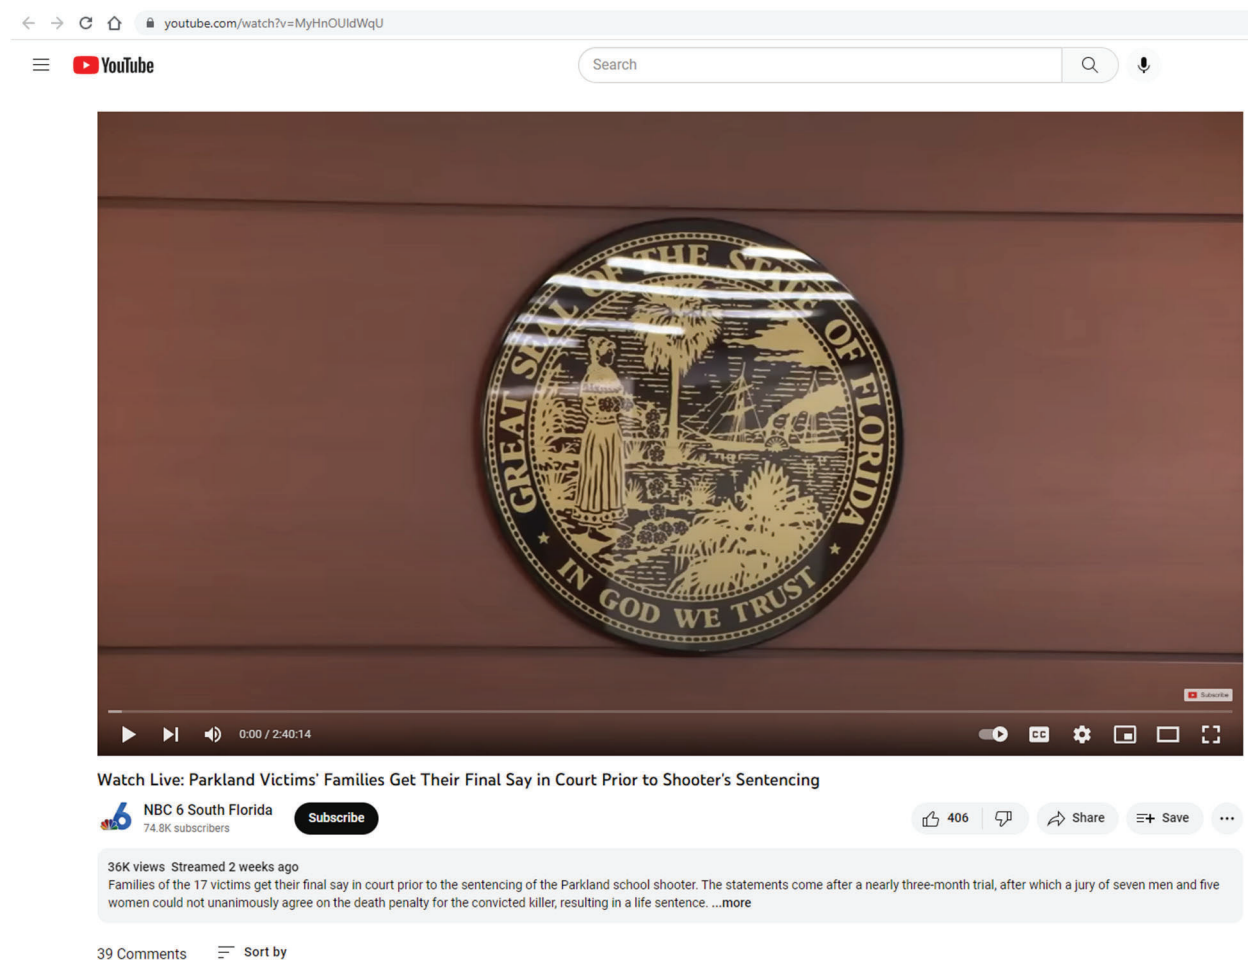 youtube.com/watch?v=MyHnOUIdWqU
YouTube
Search
GREAT SEAL OF THE STATE OF FLORIDA
IN GOD WE TRUST
Subscribe
0:00 / 2:40:14
CC
Watch Live: Parkland Victims' Families Get Their Final Say in Court Prior to Shooter's Sentencing
6
NBC 6 South Florida
74.8K subscribers
Subscribe
406
Share
Save
36K views Streamed 2 weeks ago
Families of the 17 victims get their final say in court prior to the sentencing of the Parkland school shooter. The statements come after a nearly three-month trial, after which a jury of seven men and five
women could not unanimously agree on the death penalty for the convicted killer, resulting in a life sentence. ...more
39 Comments
Sort by